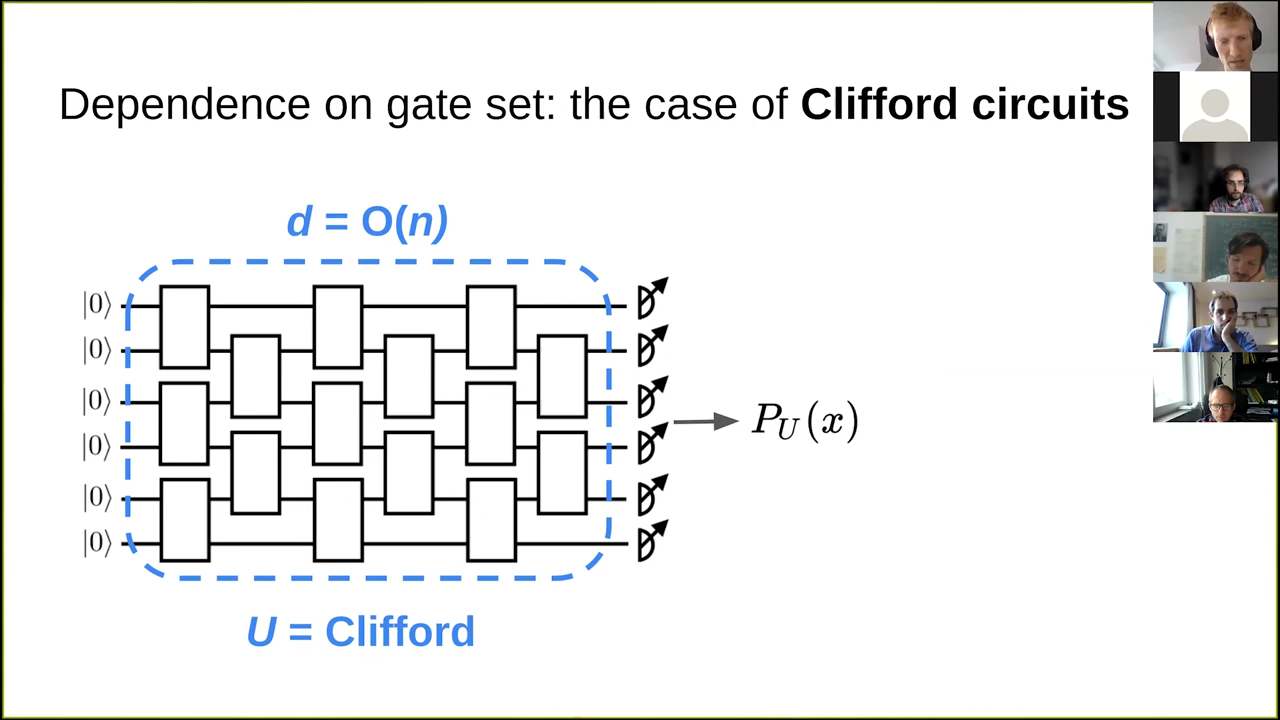 Dependence on gate set: the case of Clifford circuits
d = O(n)
|0⟩
|0⟩
|0⟩
|0⟩
|0⟩
|0⟩
P_U(x)
U = Clifford